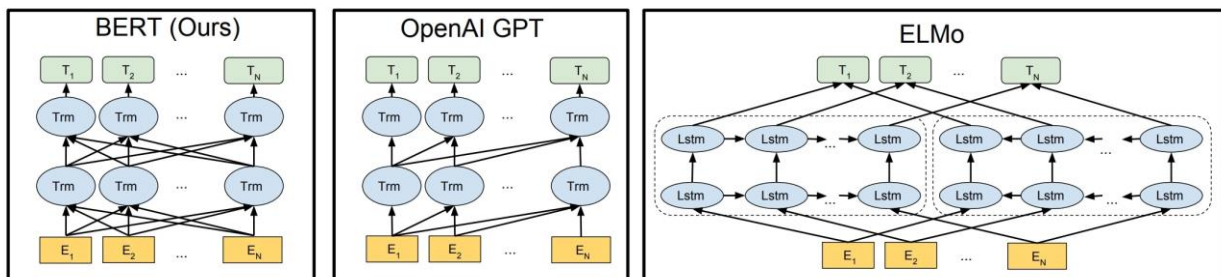 BERT (Ours)
T1 T2 ... TN
Trm Trm ... Trm
Trm Trm ... Trm
E1 E2 ... EN
OpenAI GPT
T1 T2 ... TN
Trm Trm ... Trm
Trm Trm ... Trm
E1 E2 ... EN
ELMo
T1 T2 ... TN
Lstm Lstm ... Lstm Lstm Lstm ... Lstm
Lstm Lstm ... Lstm Lstm Lstm ... Lstm
E1 E2 ... EN